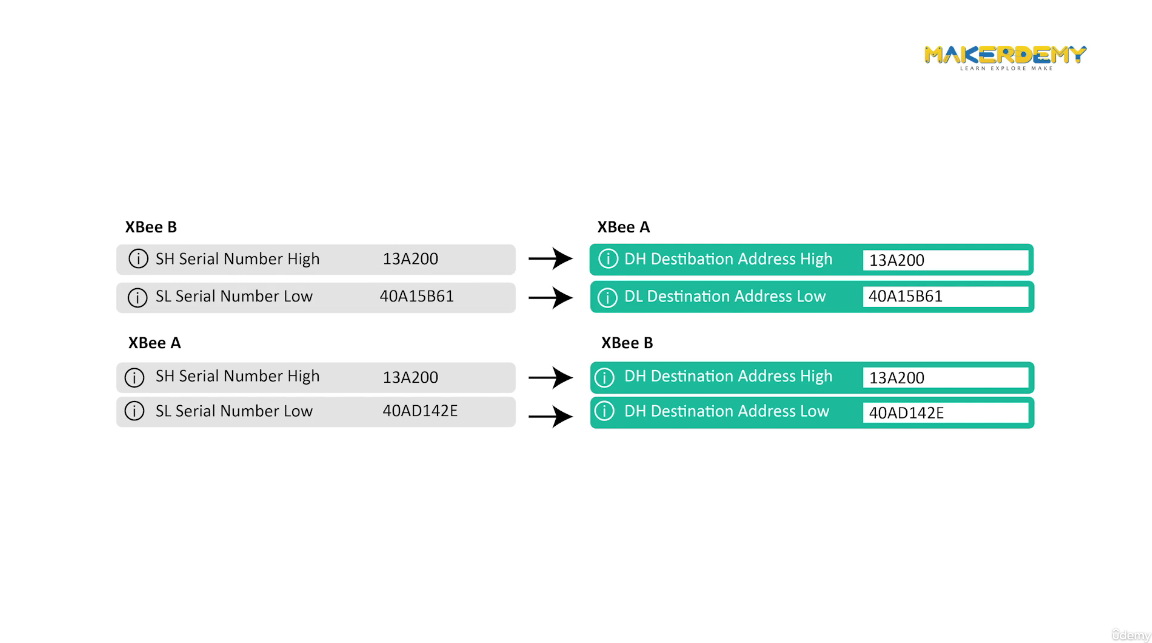 MAKERDEMY
LEARN EXPLORE MAKE
XBee B
XBee A
SH Serial Number High 13A200
DH Destibation Address High 13A200
SL Serial Number Low 40A15B61
DL Destination Address Low 40A15B61
XBee A
XBee B
SH Serial Number High 13A200
DH Destination Address High 13A200
SL Serial Number Low 40AD142E
DH Destination Address Low 40AD142E
ûdemy